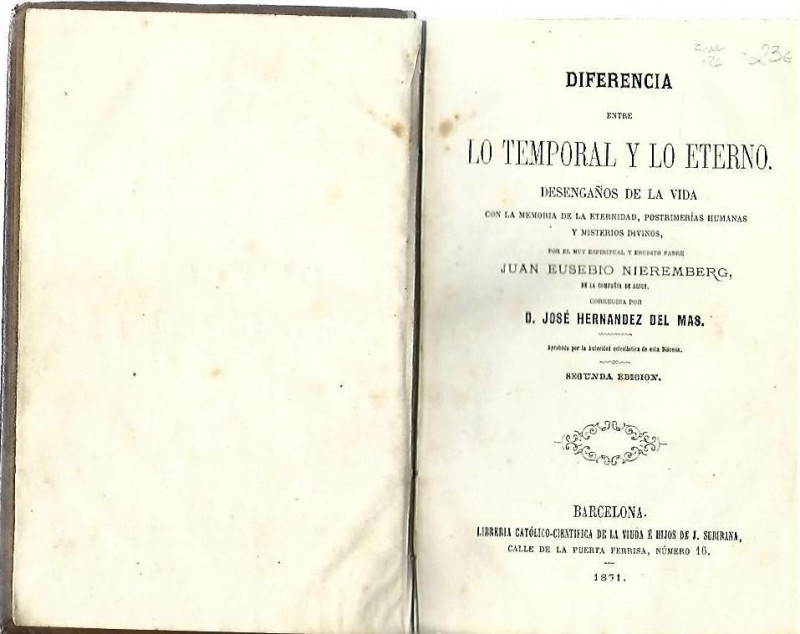 23€
DIFERENCIA
ENTRE
LO TEMPORAL Y LO ETERNO.
DESENGAÑOS DE LA VIDA
CON LA MEMORIA DE LA ETERNIDAD, POSTRIMERÍAS HUMANAS
Y MISTERIOS DIVINOS,
POR EL MUY ESPIRITUAL Y ERUDITO PADRE
JUAN EUSEBIO NIEREMBERG,
DE LA COMPAÑIA DE JESUS.
CORREGIDA POR
D. JOSÉ HERNANDEZ DEL MAS.
Aprobada por la Autoridad eclesiástica de esta Diócesis.
SEGUNDA EDICION.
BARCELONA.
LIBRERIA CATÓLICO-CIENTIFICA DE LA VIUDA É HIJOS DE J. SUBIRANA,
CALLE DE LA PUERTA FERRISA, NÚMERO 16.
1871.